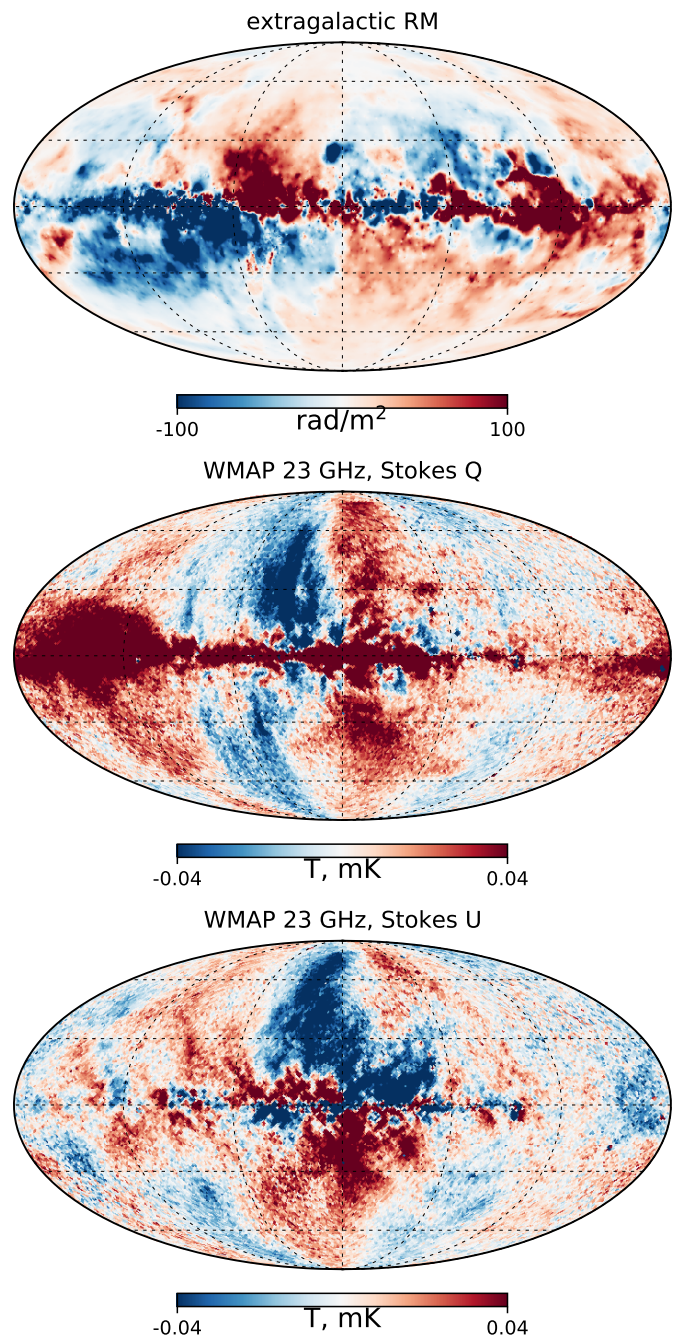 extragalactic RM
rad/m²
-100 100
WMAP 23 GHz, Stokes Q
T, mK
-0.04 0.04
WMAP 23 GHz, Stokes U
T, mK
-0.04 0.04